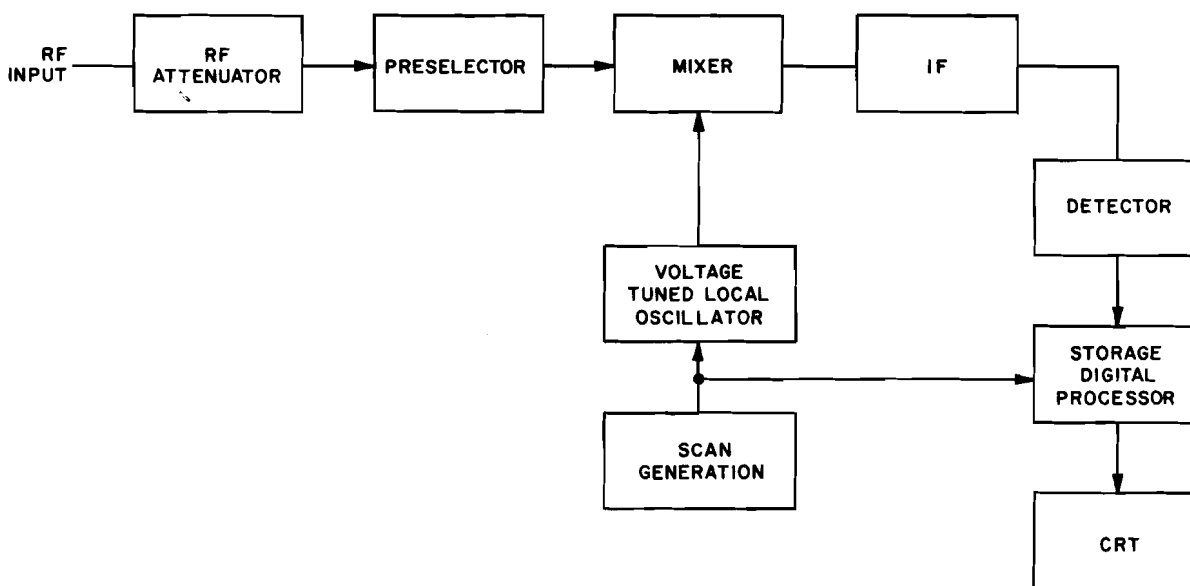 RF
INPUT
RF
ATTENUATOR
PRESELECTOR
MIXER
IF
DETECTOR
VOLTAGE
TUNED LOCAL
OSCILLATOR
STORAGE
DIGITAL
PROCESSOR
SCAN
GENERATION
CRT